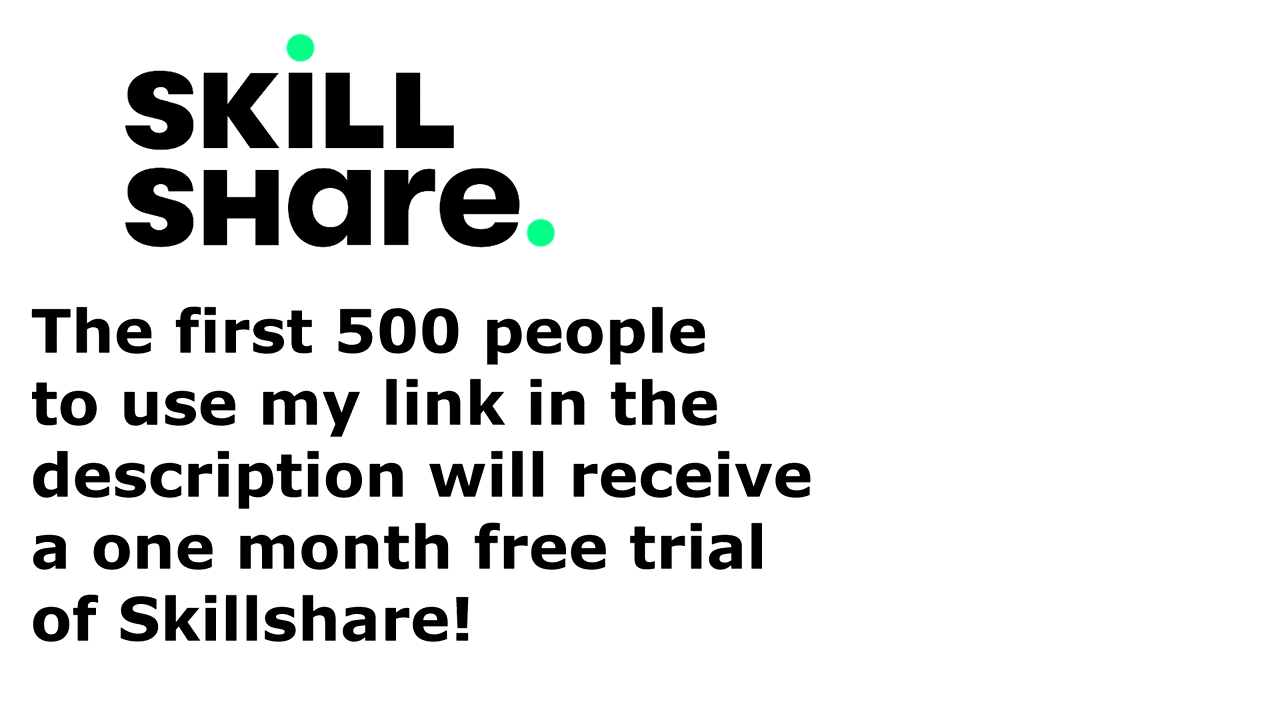 SKiLL
SHare.
The first 500 people
to use my link in the
description will receive
a one month free trial
of Skillshare!